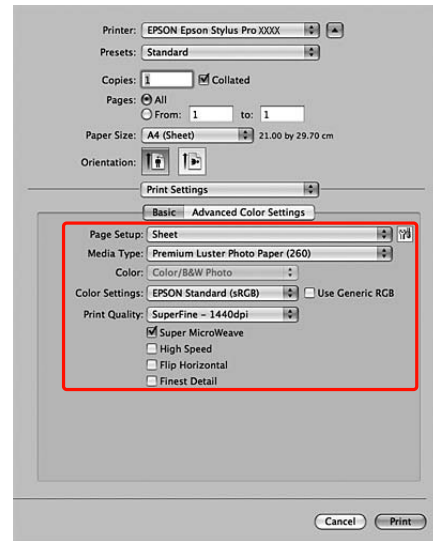 Printer: EPSON Epson Stylus Pro XXXX
Presets: Standard
Copies: 1 Collated
Pages: All
From: 1 to: 1
Paper Size: A4 (Sheet) 21.00 by 29.70 cm
Orientation:
Print Settings
Basic Advanced Color Settings
Page Setup: Sheet
Media Type: Premium Luster Photo Paper (260)
Color: Color/B&W Photo
Color Settings: EPSON Standard (sRGB) Use Generic RGB
Print Quality: SuperFine – 1440dpi
Super MicroWeave
High Speed
Flip Horizontal
Finest Detail
Cancel Print